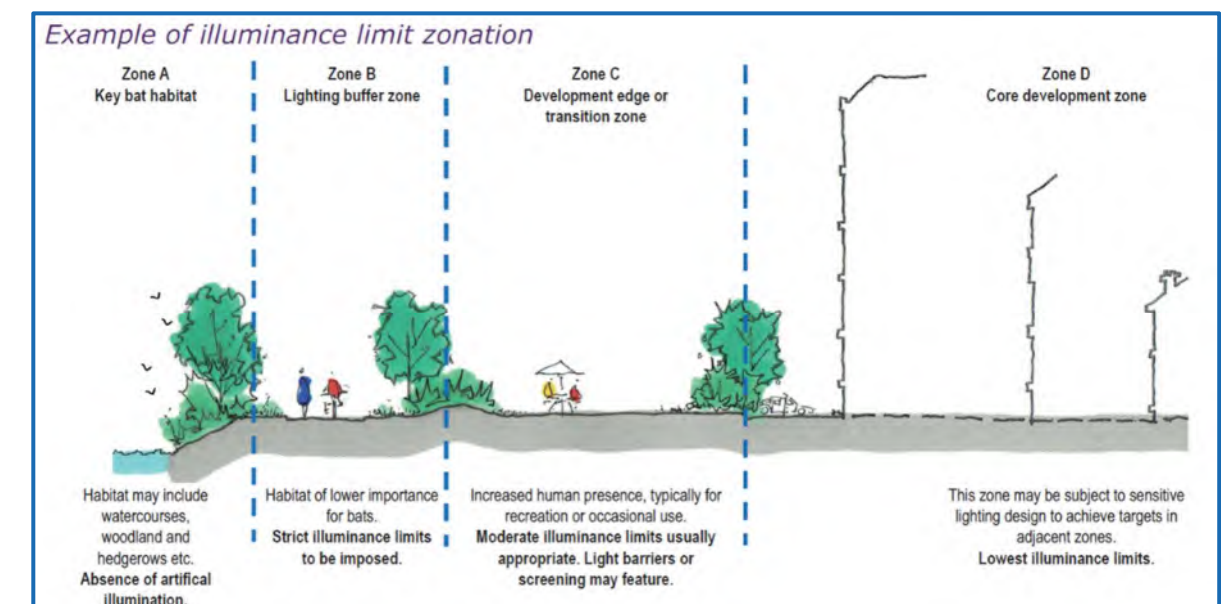 Example of illuminance limit zonation
Zone A
Key bat habitat
Zone B
Lighting buffer zone
Zone C
Development edge or
transition zone
Zone D
Core development zone
Habitat may include
watercourses,
woodland and
hedgerows etc.
Absence of artifical
illumination.
Habitat of lower importance
for bats.
Strict illuminance limits
to be imposed.
Increased human presence, typically for
recreation or occasional use.
Moderate illuminance limits usually
appropriate. Light barriers or
screening may feature.
This zone may be subject to sensitive
lighting design to achieve targets in
adjacent zones.
Lowest illuminance limits.